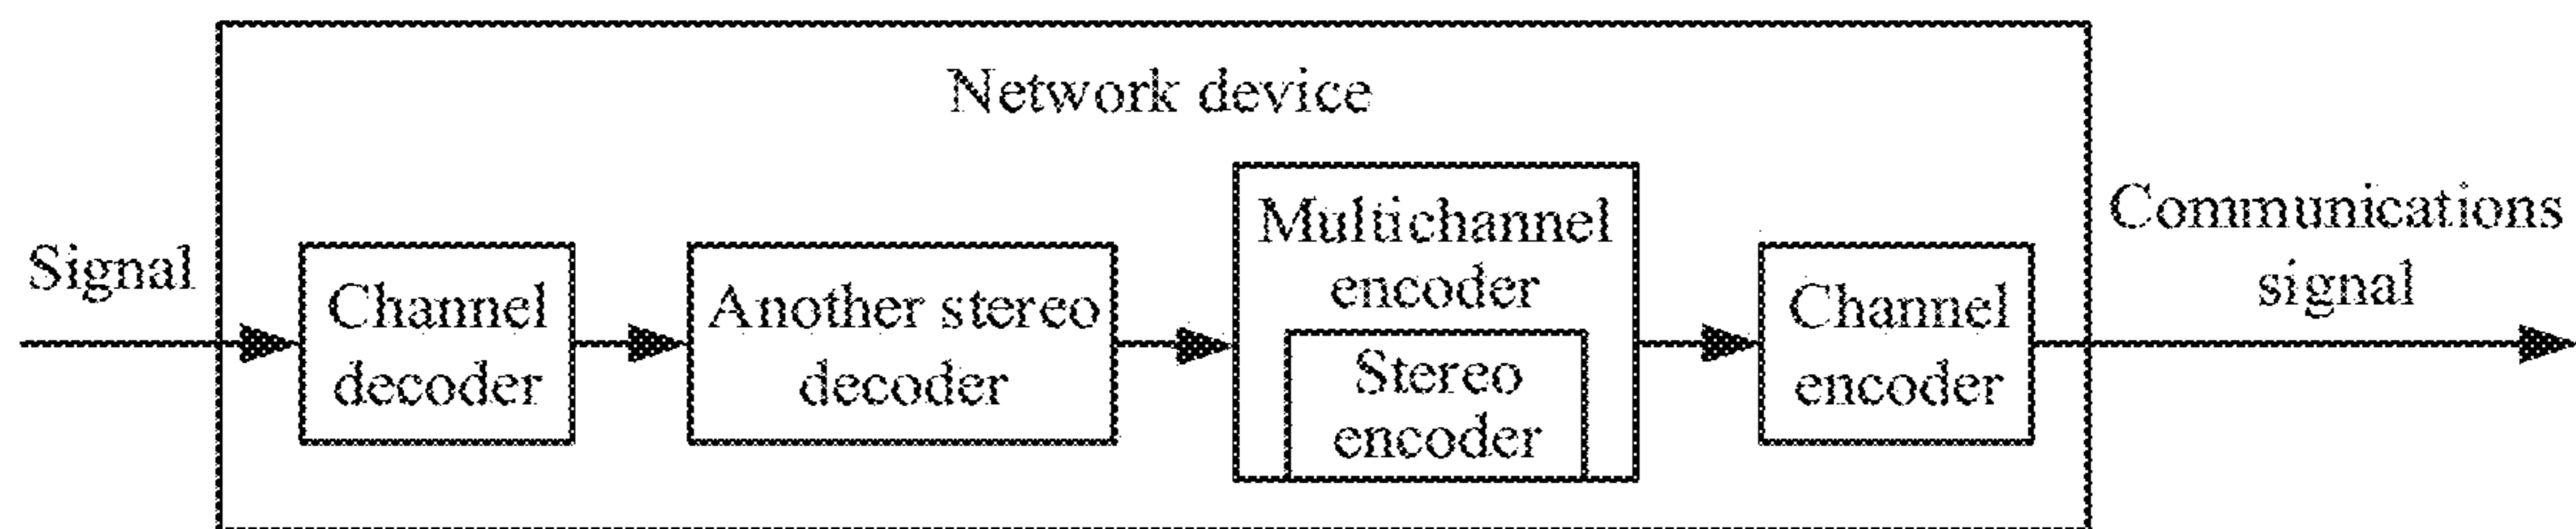 Network device
Signal
Channel
decoder
Another stereo
decoder
Multichannel
encoder
Stereo
encoder
Channel
encoder
Communications
signal